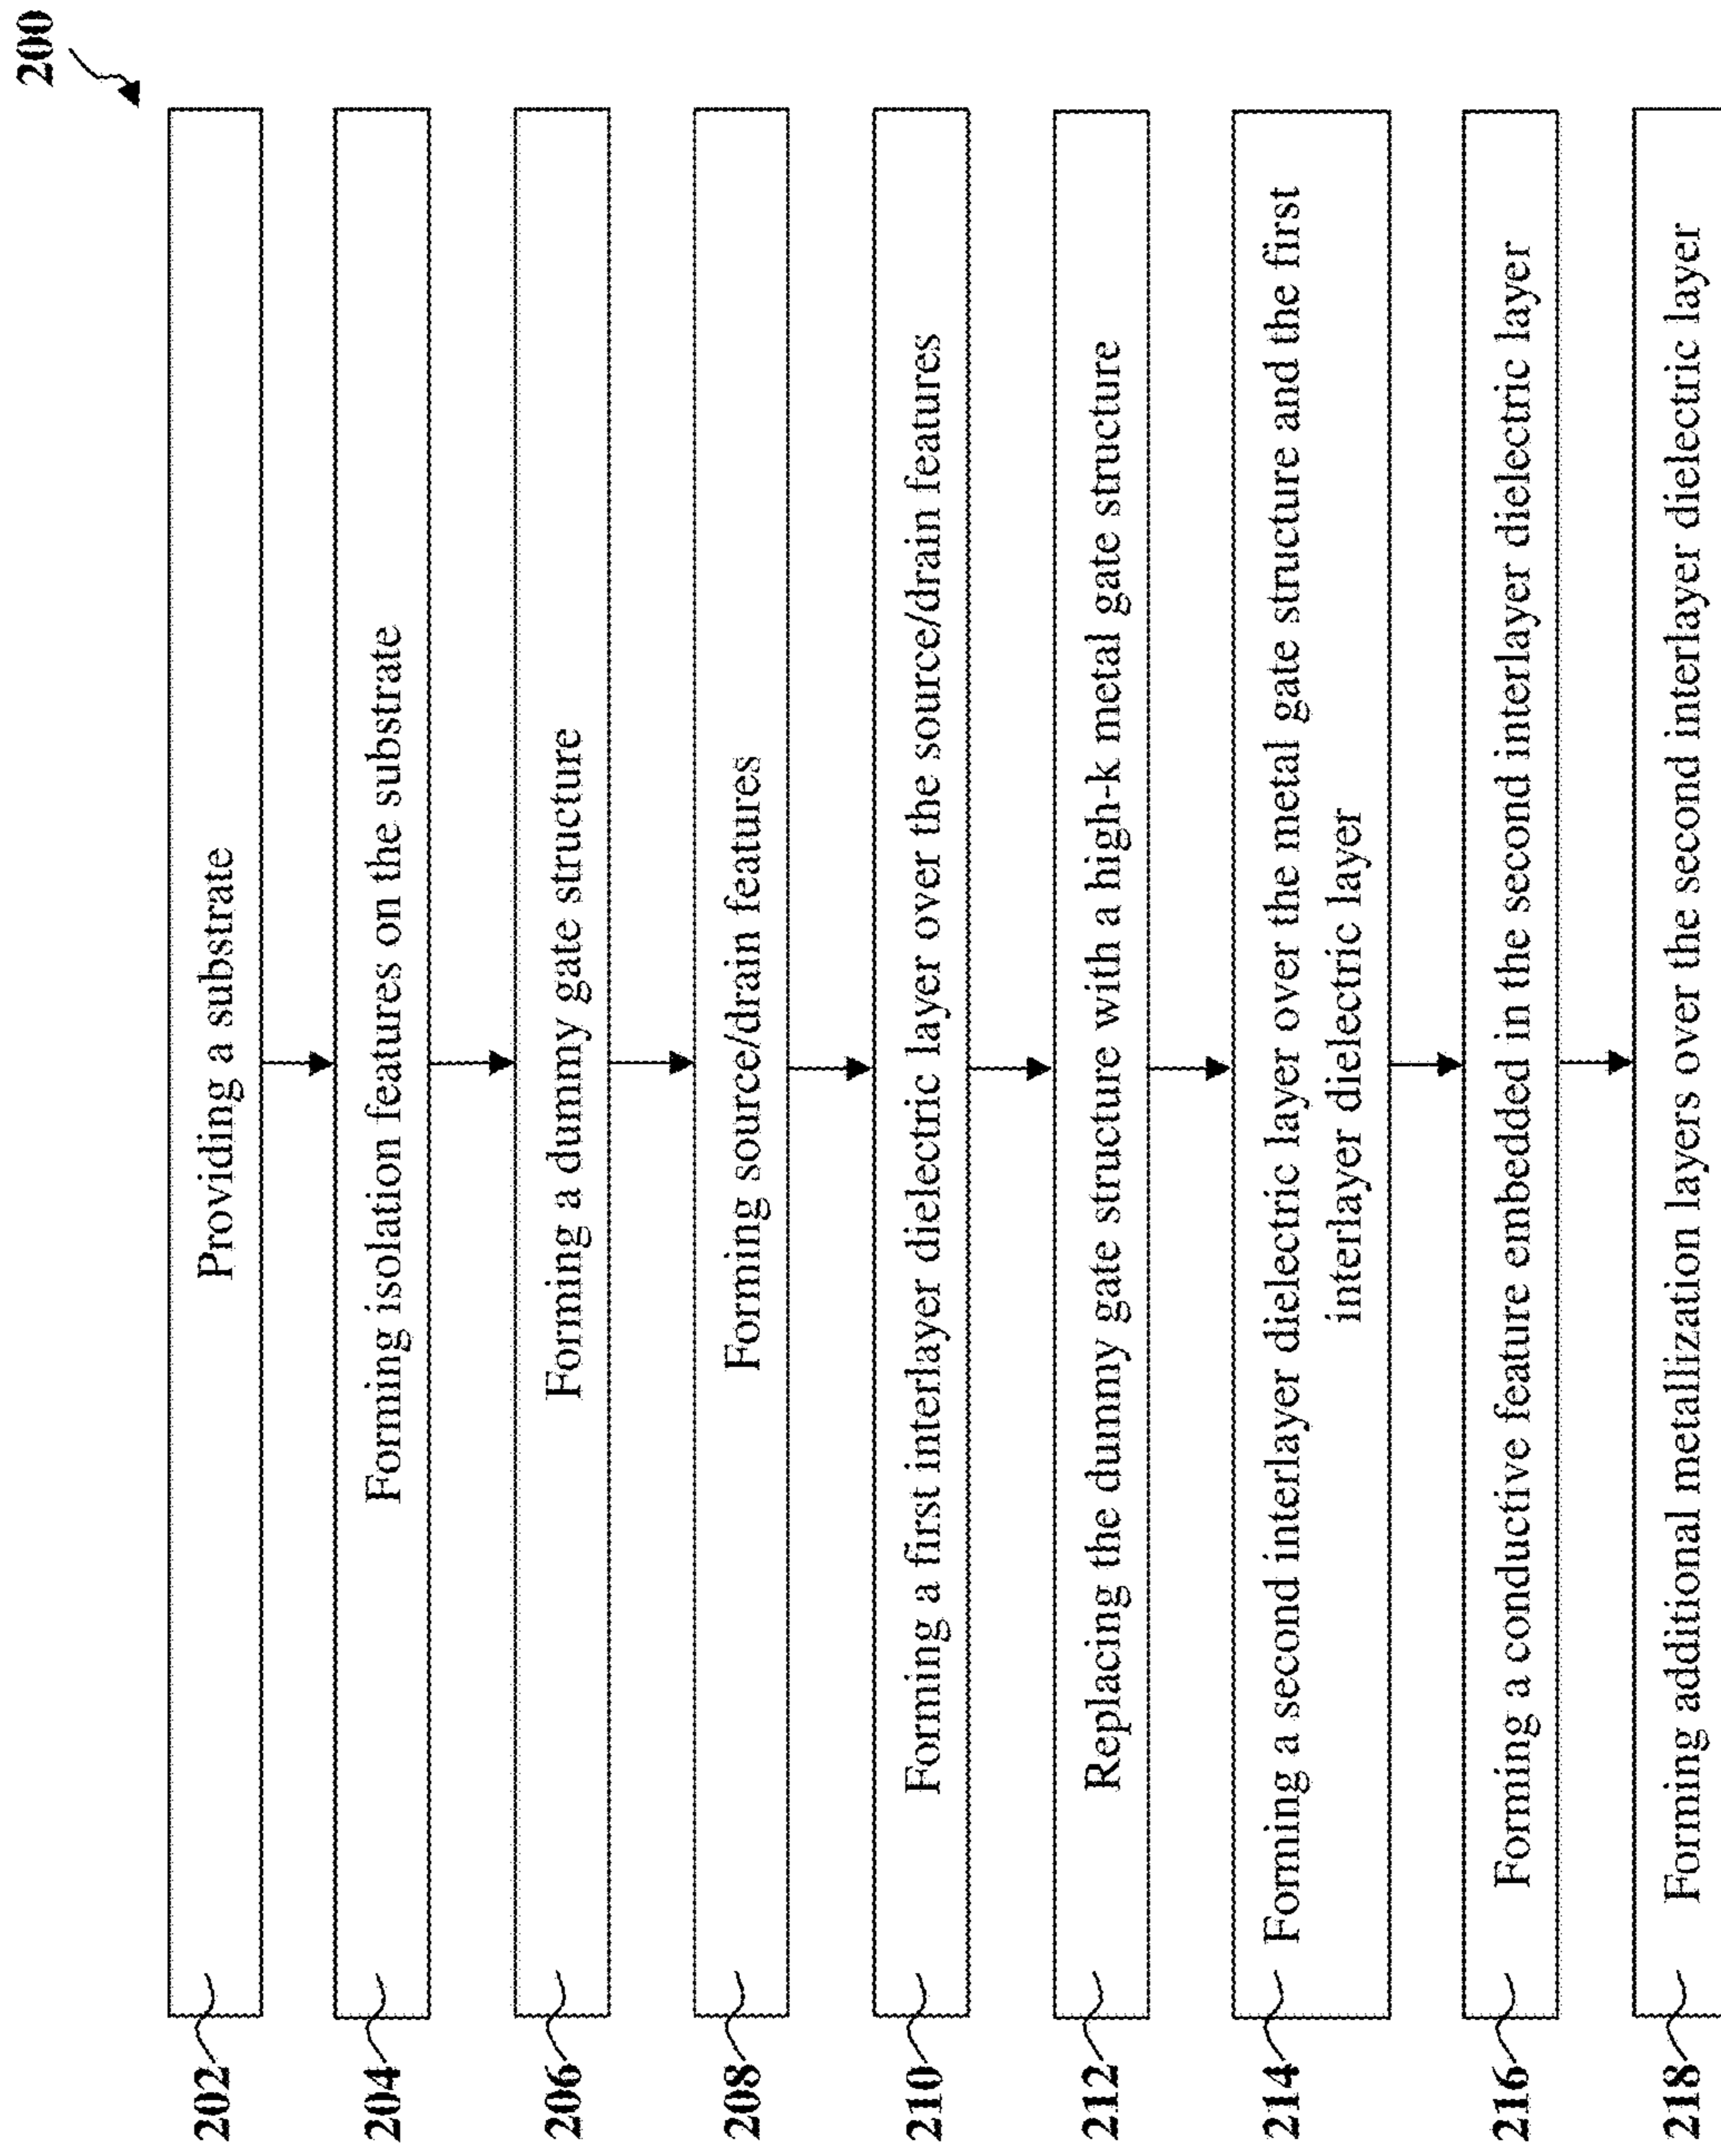 200
202
Providing a substrate
204
Forming isolation features on the substrate
206
Forming a dummy gate structure
208
Forming source/drain features
210
Forming a first interlayer dielectric layer over the source/drain features
212
Replacing the dummy gate structure with a high-k metal gate structure
214
Forming a second interlayer dielectric layer over the metal gate structure and the first
interlayer dielectric layer
216
Forming a conductive feature embedded in the second interlayer dielectric layer
218
Forming additional metallization layers over the second interlayer dielectric layer